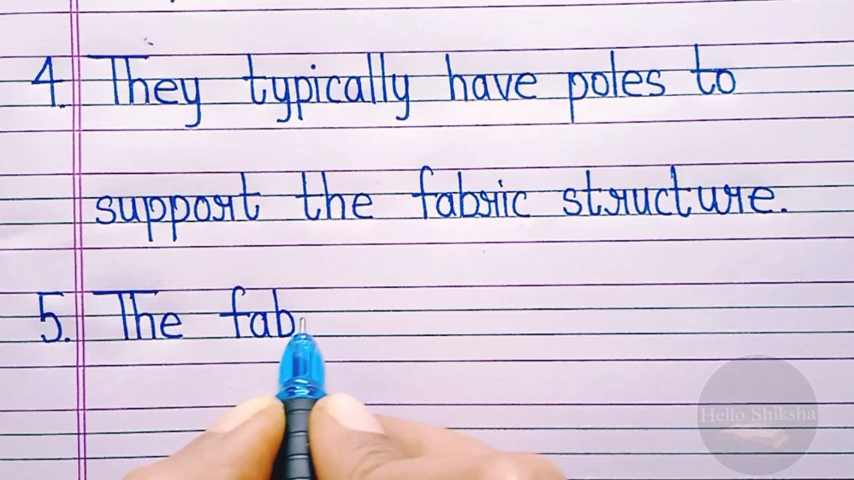 4. They typically have poles to
support the fabric structure.
5. The fab
Hello Shiksha